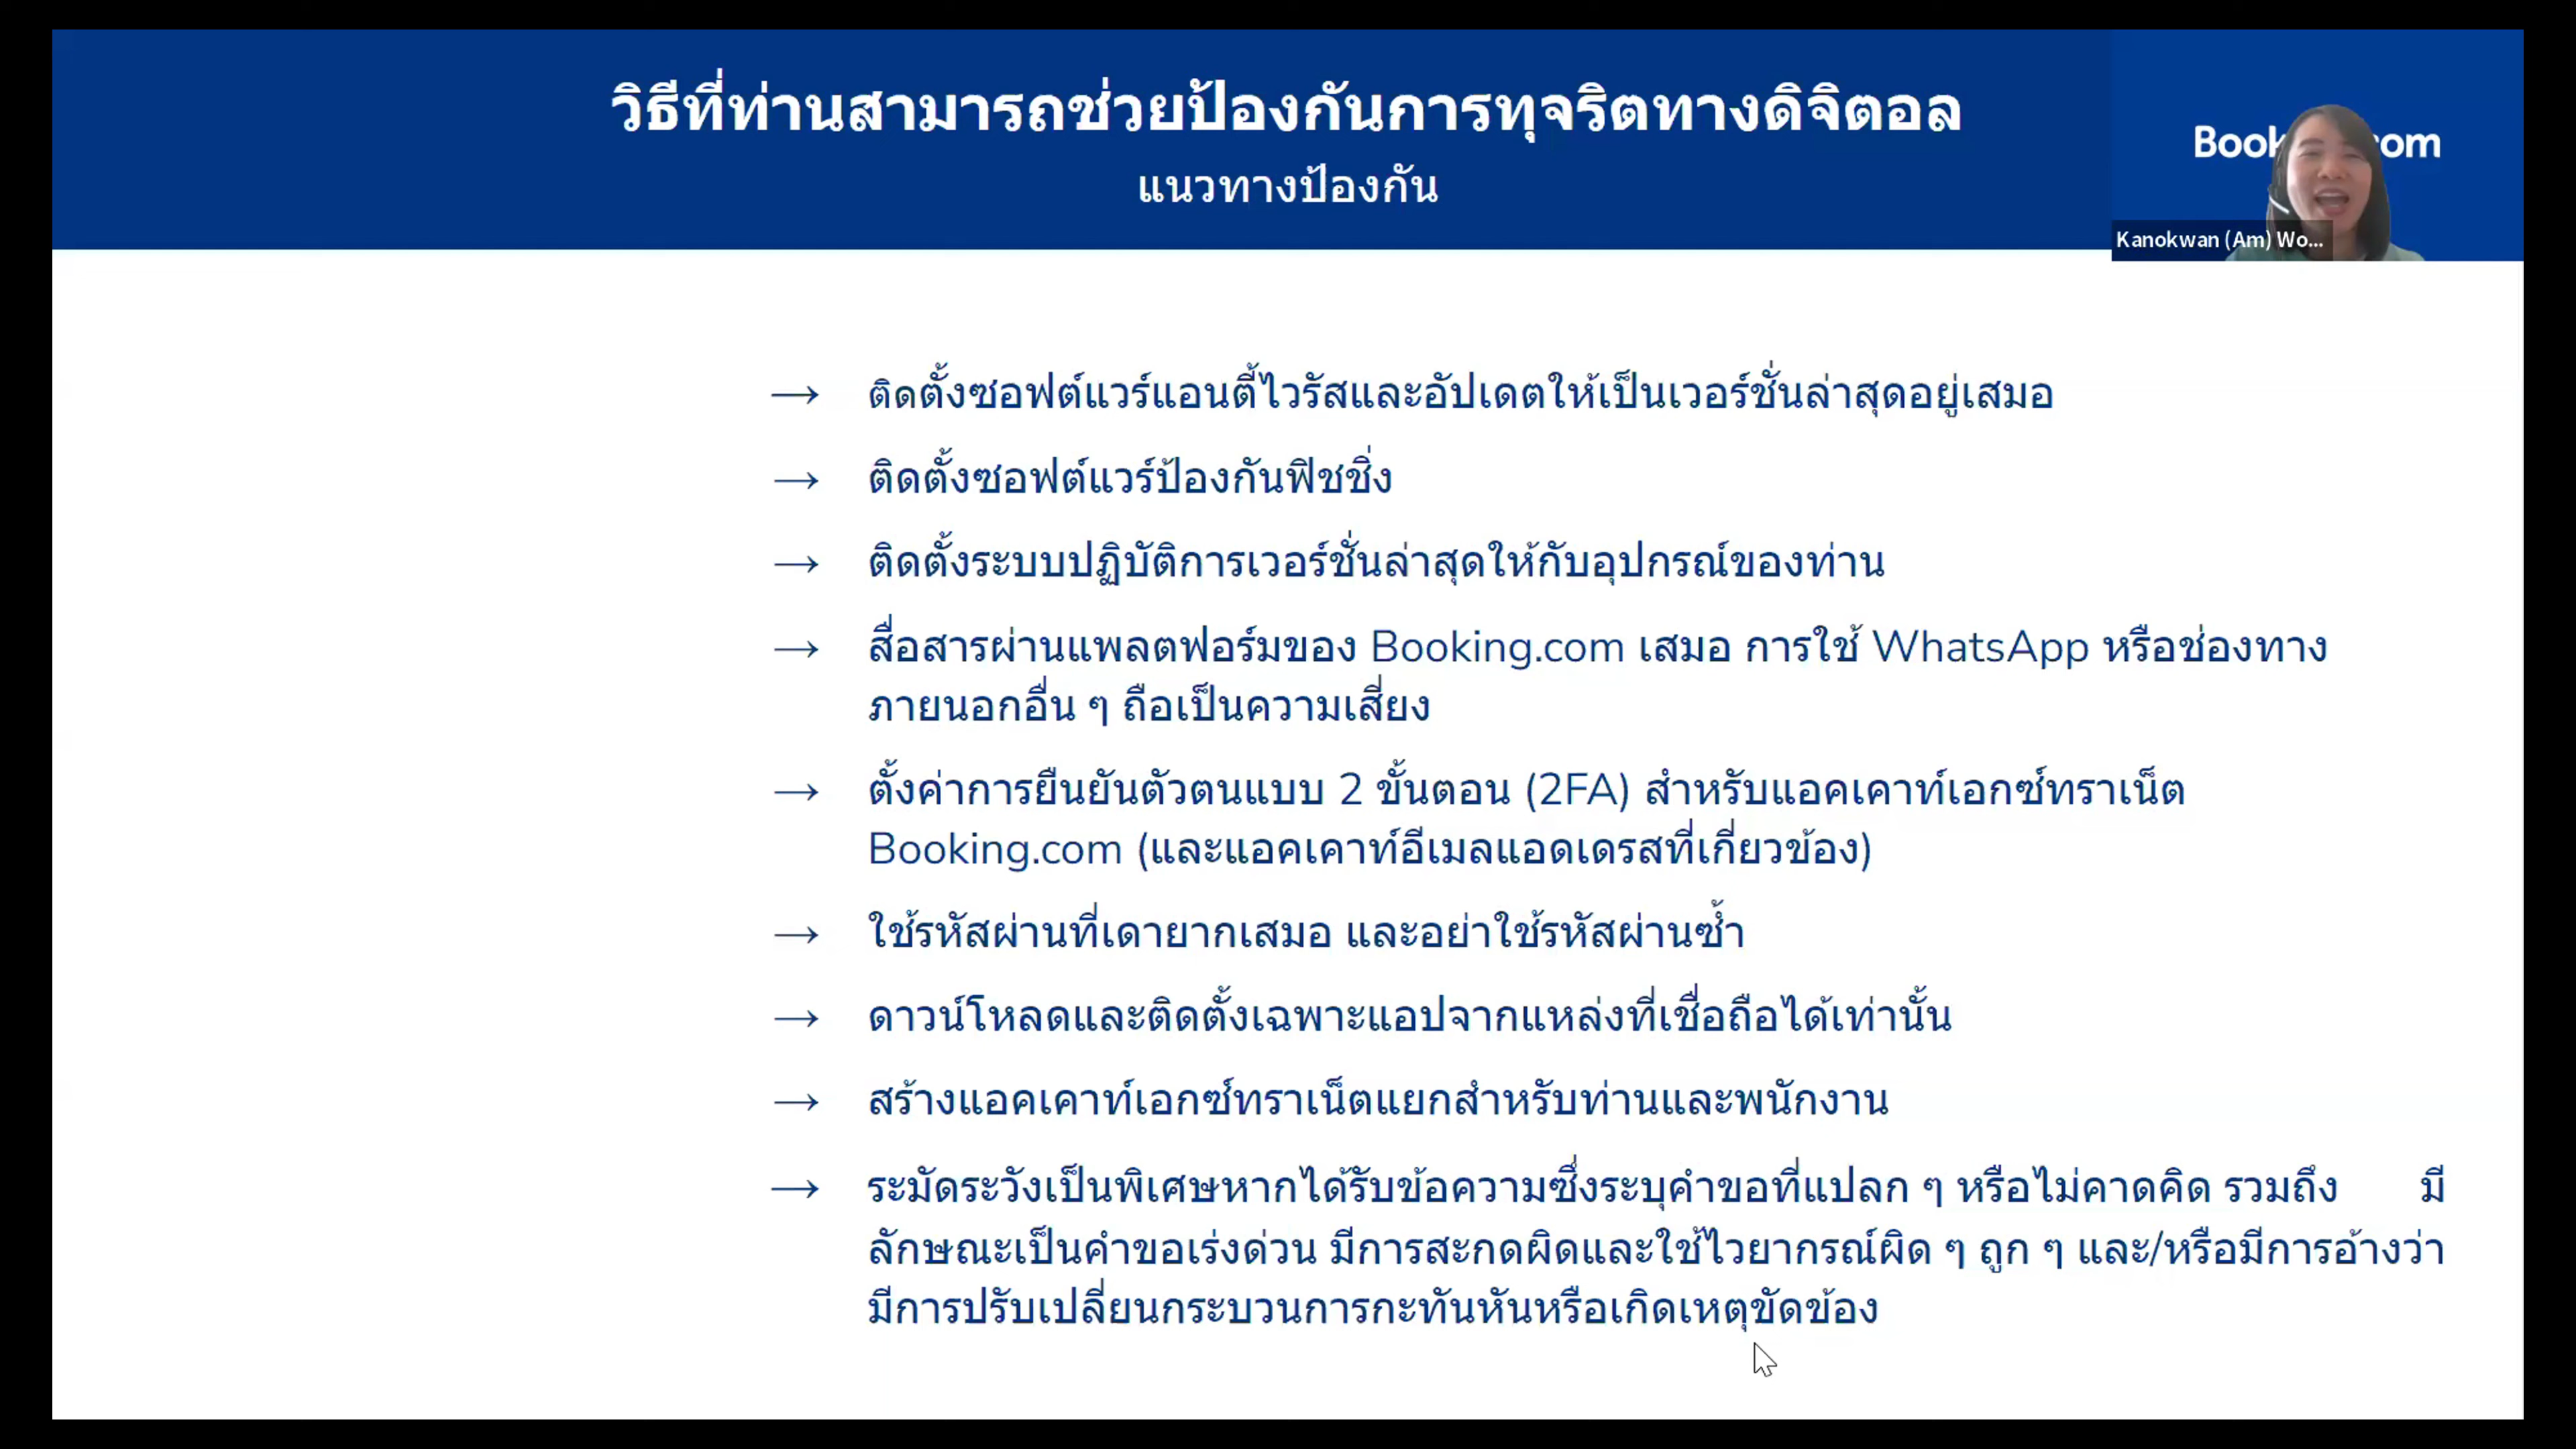 วิธีที่ท่านสามารถช่วยป้องกันการทุจริตทางดิจิตอล
แนวทางป้องกัน
Kanokwan (Am) Wo...
→ ติดตั้งซอฟต์แวร์แอนตี้ไวรัสและอัปเดตให้เป็นเวอร์ชั่นล่าสุดอยู่เสมอ
→ ติดตั้งซอฟต์แวร์ป้องกันฟิชชิ่ง
→ ติดตั้งระบบปฏิบัติการเวอร์ชั่นล่าสุดให้กับอุปกรณ์ของท่าน
→ สื่อสารผ่านแพลตฟอร์มของ Booking.com เสมอ การใช้ WhatsApp หรือช่องทาง
ภายนอกอื่น ๆ ถือเป็นความเสี่ยง
→ ตั้งค่าการยืนยันตัวตนแบบ 2 ขั้นตอน (2FA) สำหรับแอคเคาท์เอกซ์ทราเน็ต
Booking.com (และแอคเคาท์อีเมลแอดเดรสที่เกี่ยวข้อง)
→ ใช้รหัสผ่านที่เดายากเสมอ และอย่าใช้รหัสผ่านซ้ำ
→ ดาวน์โหลดและติดตั้งเฉพาะแอปจากแหล่งที่เชื่อถือได้เท่านั้น
→ สร้างแอคเคาท์เอกซ์ทราเน็ตแยกสำหรับท่านและพนักงาน
→ ระมัดระวังเป็นพิเศษหากได้รับข้อความซึ่งระบุคำขอที่แปลก ๆ หรือไม่คาดคิด รวมถึง มี
ลักษณะเป็นคำขอเร่งด่วน มีการสะกดผิดและใช้ไวยากรณ์ผิด ๆ ถูก ๆ และ/หรือมีการอ้างว่า
มีการปรับเปลี่ยนกระบวนการกะทันหันหรือเกิดเหตุขัดข้อง